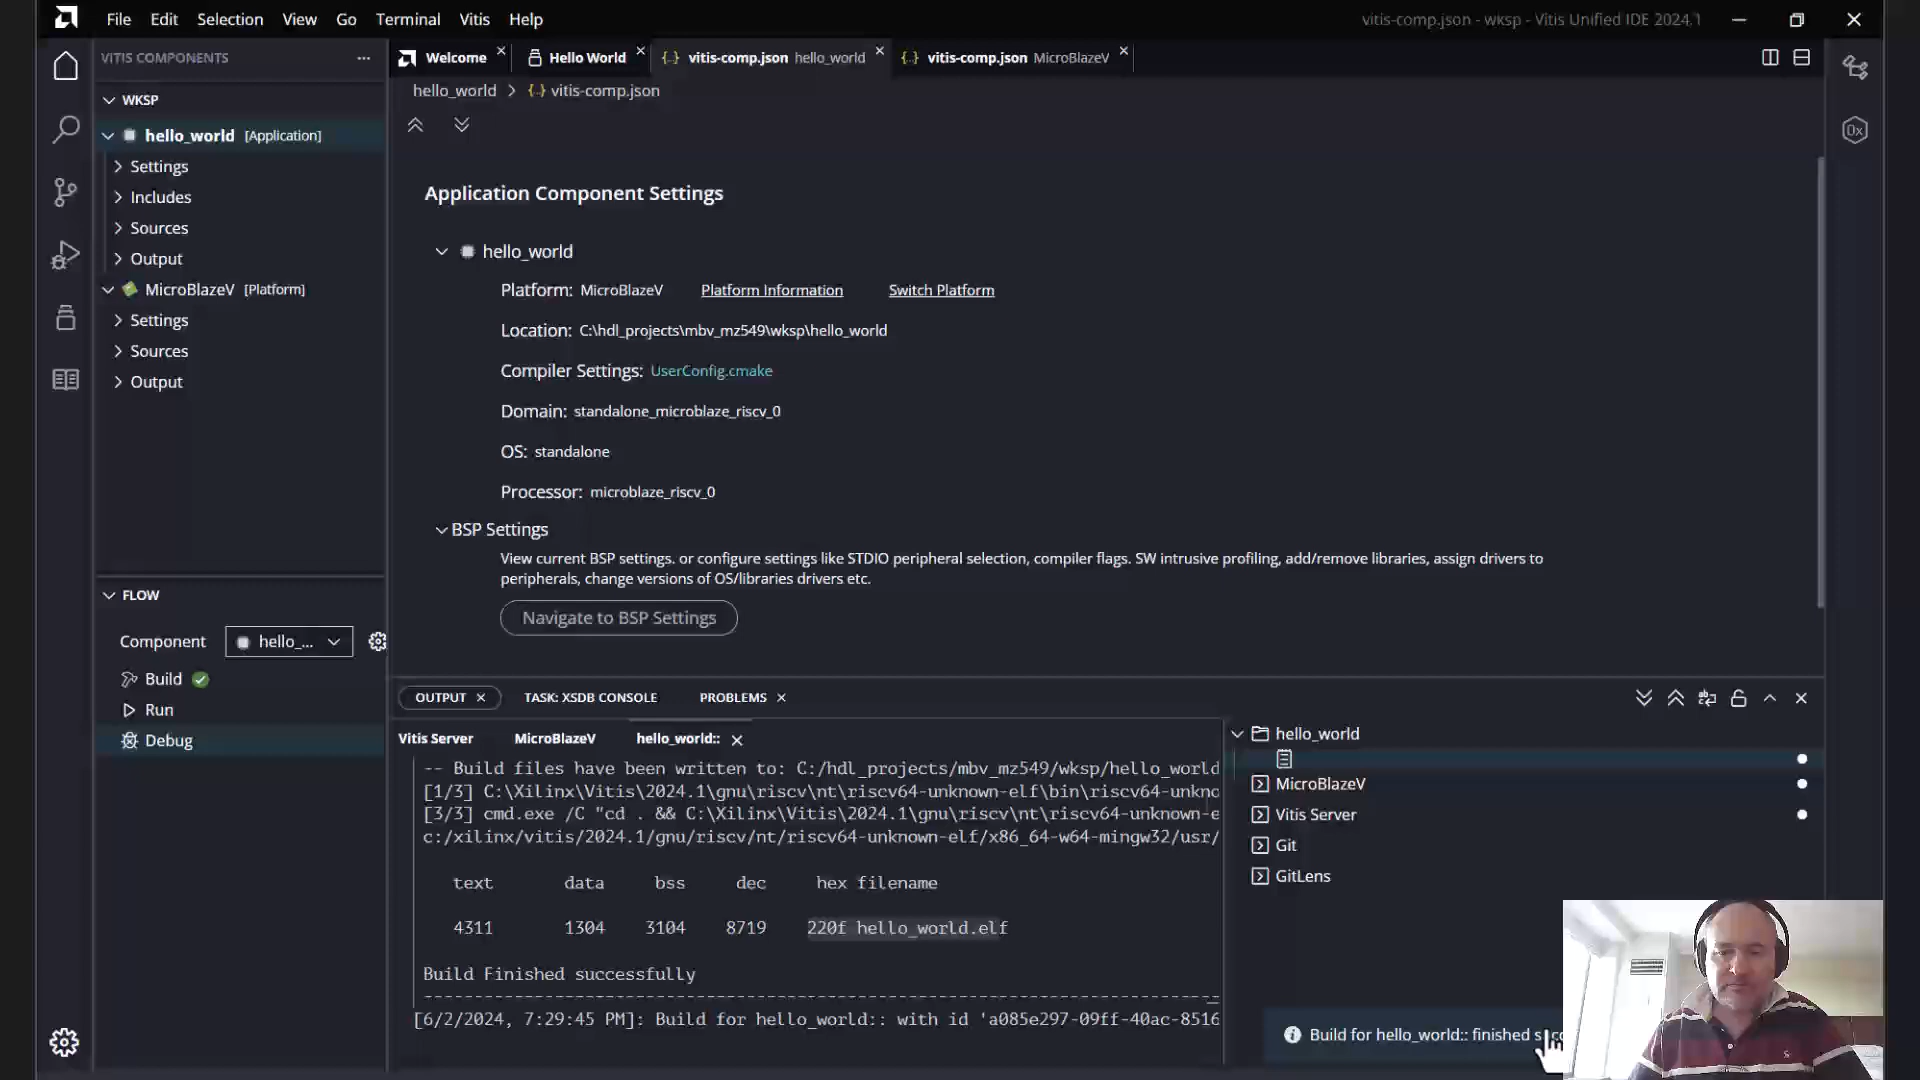 File Edit Selection View Go Terminal Vitis Help
vitis-comp.json - wksp - Vitis Unified IDE 2024.1
VITIS COMPONENTS
WKSP
hello_world [Application]
Settings
Includes
Sources
Output
MicroBlazeV [Platform]
Settings
Sources
Output
FLOW
Component hello_...
Build
Run
Debug
Welcome
Hello World
vitis-comp.json hello_world
vitis-comp.json MicroBlazeV
hello_world > {..} vitis-comp.json
Application Component Settings
hello_world
Platform: MicroBlazeV Platform Information Switch Platform
Location: C:\hdl_projects\mbv_mz549\wksp\hello_world
Compiler Settings: UserConfig.cmake
Domain: standalone_microblaze_riscv_0
OS: standalone
Processor: microblaze_riscv_0
BSP Settings
View current BSP settings. or configure settings like STDIO peripheral selection, compiler flags. SW intrusive profiling, add/remove libraries, assign drivers to
peripherals, change versions of OS/libraries drivers etc.
Navigate to BSP Settings
OUTPUT TASK: XSDB CONSOLE PROBLEMS
Vitis Server MicroBlazeV hello_world::
-- Build files have been written to: C:/hdl_projects/mbv_mz549/wksp/hello_world
[1/3] C:\Xilinx\Vitis\2024.1\gnu\riscv\nt\riscv64-unknown-elf\bin\riscv64-unkno
[3/3] cmd.exe /C "cd . && C:\Xilinx\Vitis\2024.1\gnu\riscv\nt\riscv64-unknown-e
c:/xilinx/vitis/2024.1/gnu/riscv/nt/riscv64-unknown-elf/x86_64-w64-mingw32/usr/
text data bss dec hex filename
4311 1304 3104 8719 220f hello_world.elf
Build Finished successfully
-------------------------------------------------------------------------------
[6/2/2024, 7:29:45 PM]: Build for hello_world:: with id 'a085e297-09ff-40ac-8516
hello_world
MicroBlazeV
Vitis Server
Git
GitLens
Build for hello_world:: finished